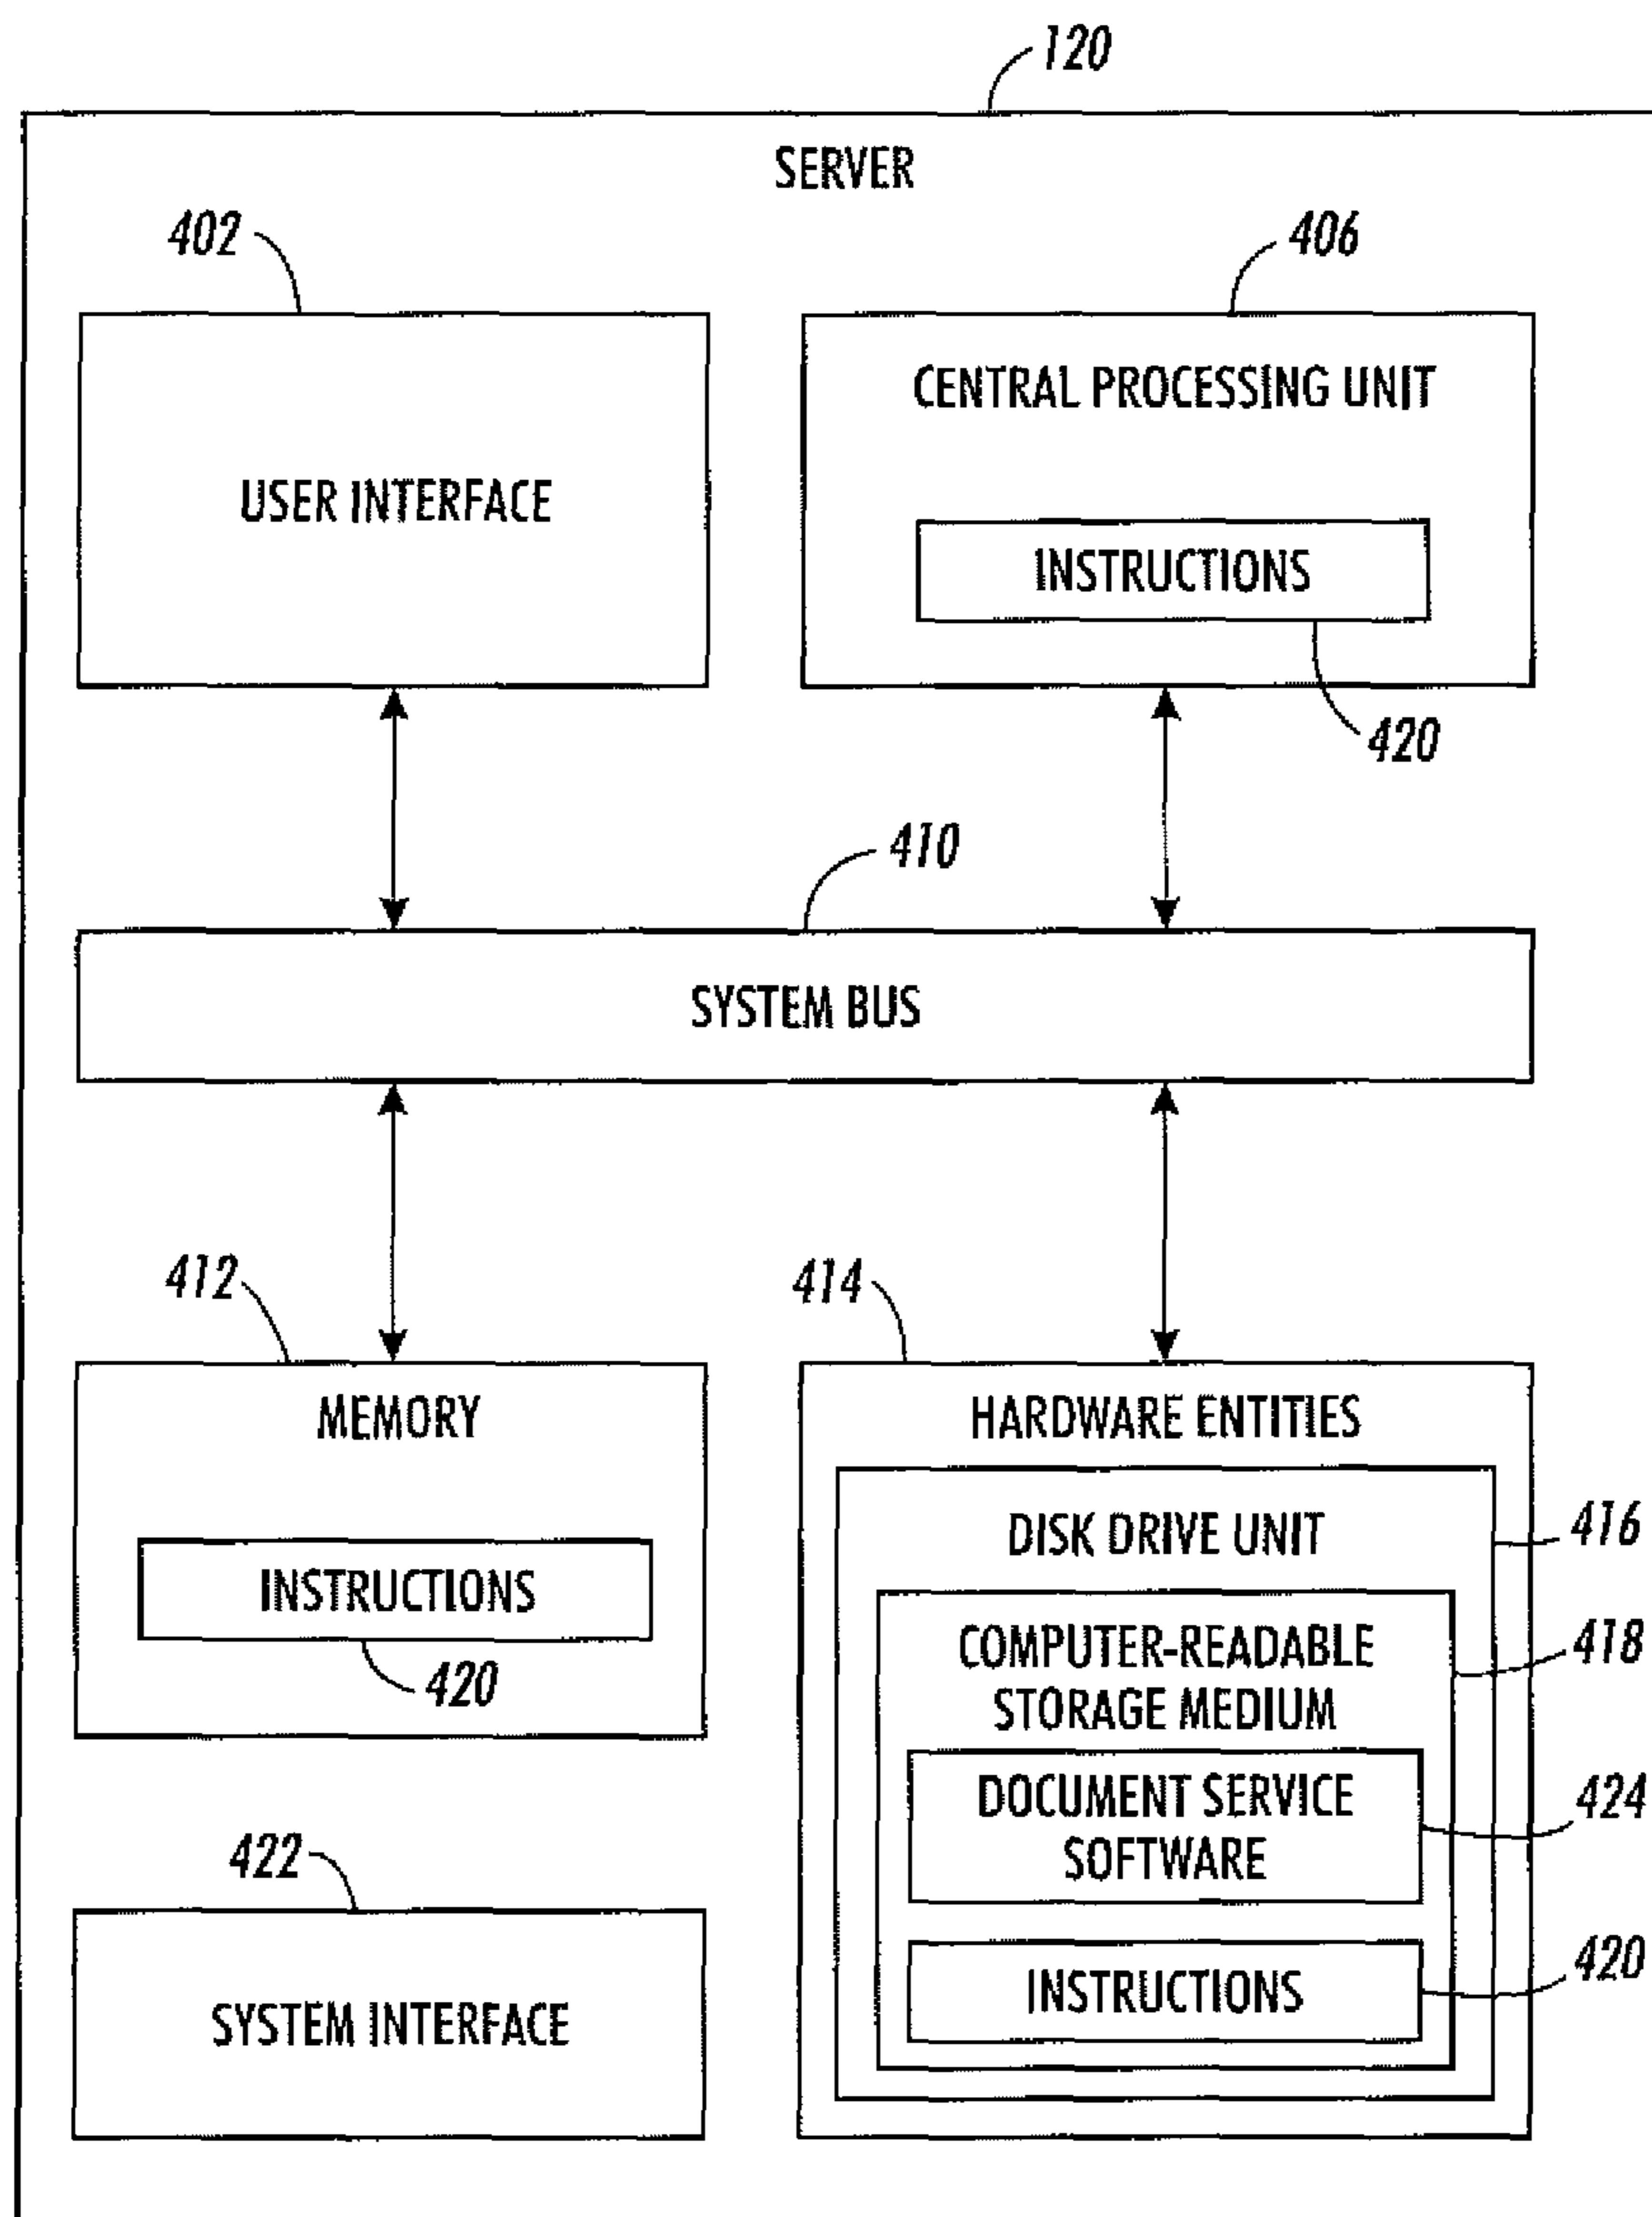 120
SERVER
402
406
USER INTERFACE
CENTRAL PROCESSING UNIT
INSTRUCTIONS
420
410
SYSTEM BUS
412
414
MEMORY
INSTRUCTIONS
420
HARDWARE ENTITIES
DISK DRIVE UNIT
416
COMPUTER-READABLE
STORAGE MEDIUM
418
DOCUMENT SERVICE
SOFTWARE
424
INSTRUCTIONS
420
422
SYSTEM INTERFACE